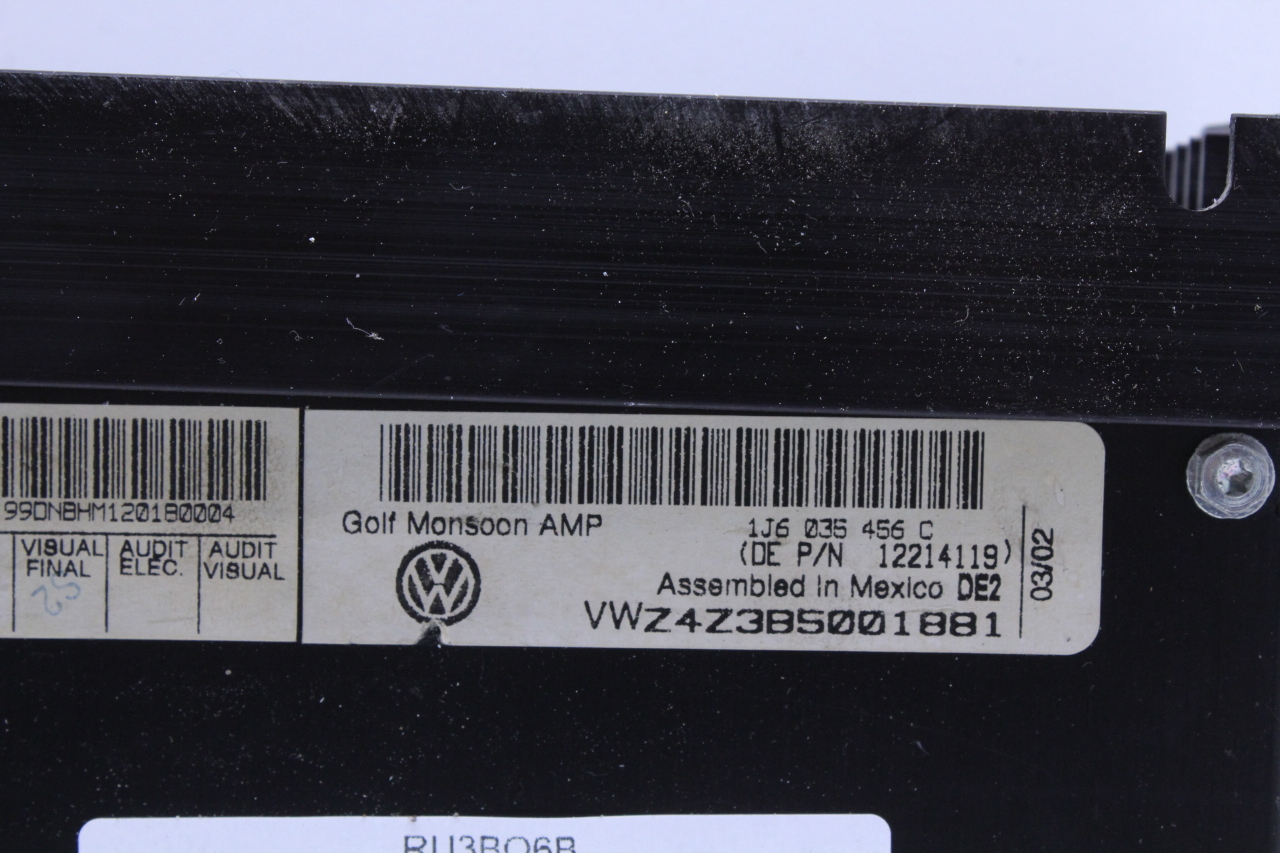 99DNBHM120180004
VISUAL FINAL
AUDIT ELEC.
AUDIT VISUAL
Golf Monsoon AMP
1J6 035 456 C
(DE P/N 12214119)
Assembled In Mexico DE2
VWZ4Z3B5001881
03/02